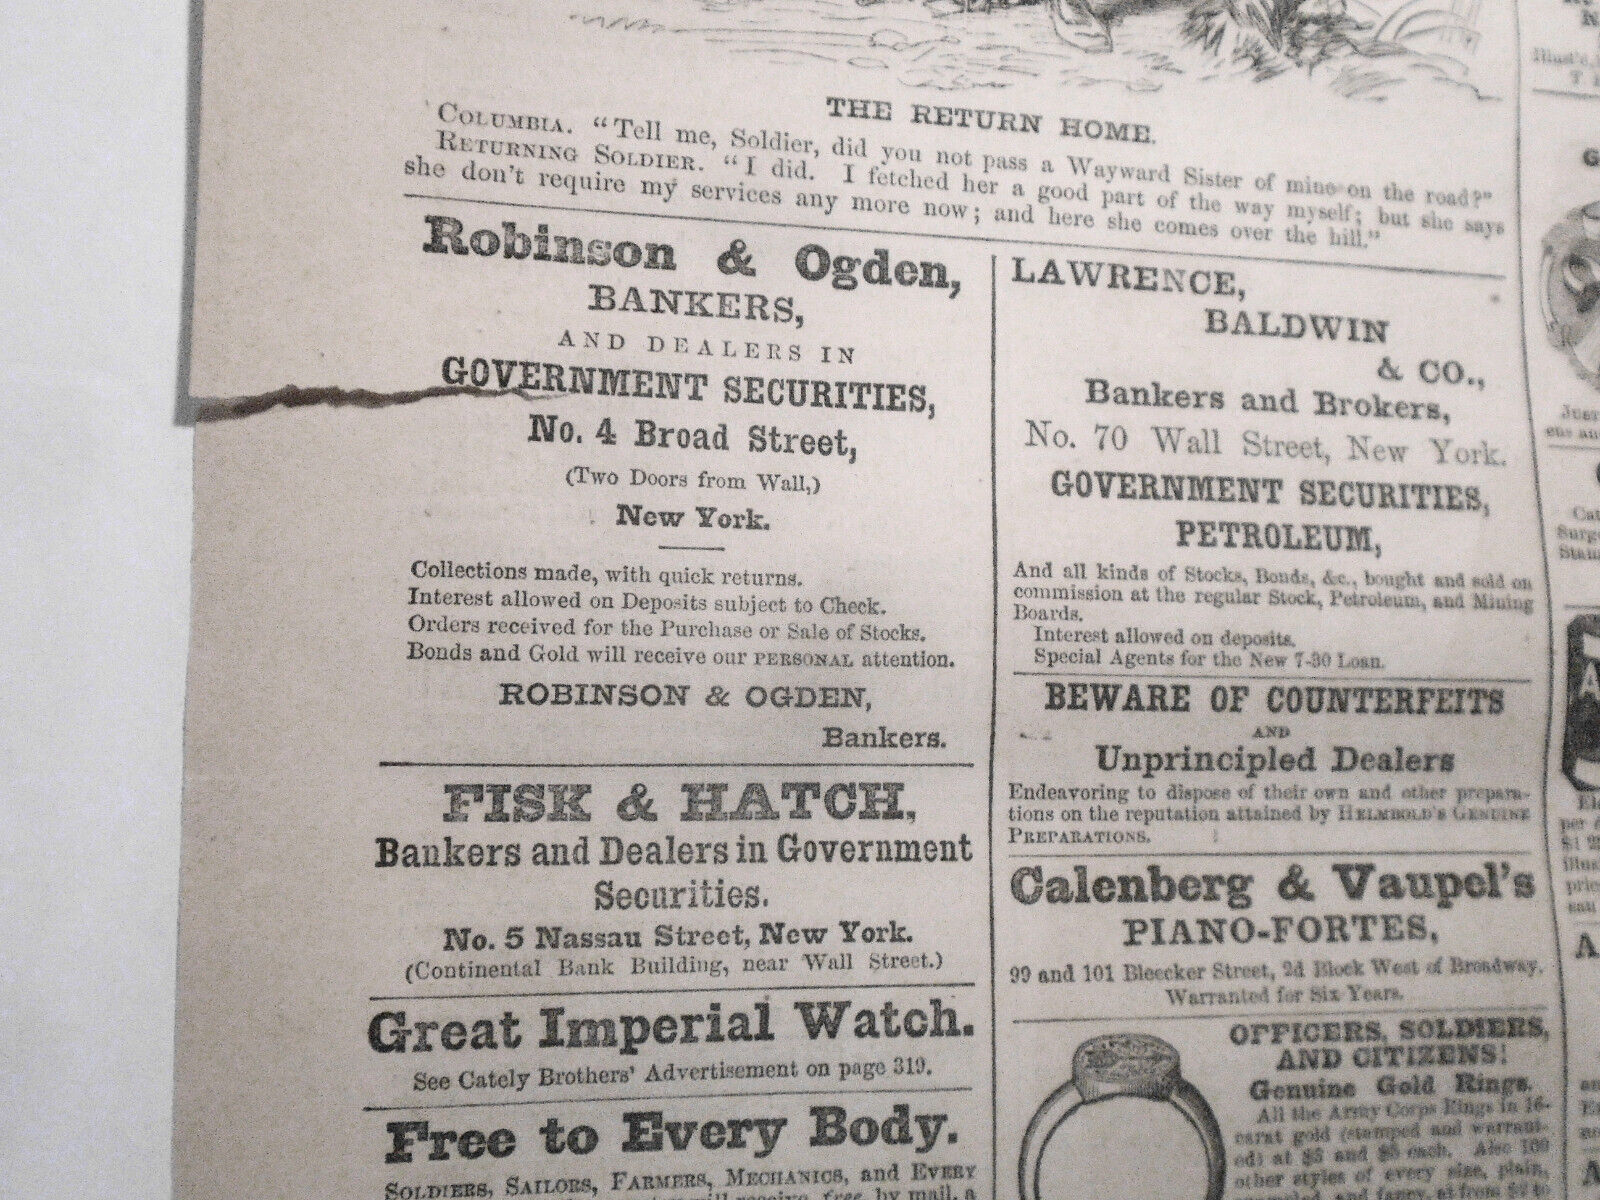 THE RETURN HOME.
COLUMBIA. "Tell me, Soldier, did you not pass a Wayward Sister of mine on the road?"
RETURNING SOLDIER. "I did. I fetched her a good part of the way myself; but she says
she don't require my services any more now; and here she comes over the hill."
Robinson & Ogden,
BANKERS,
AND DEALERS IN
GOVERNMENT SECURITIES,
No. 4 Broad Street,
(Two Doors from Wall,)
New York.
Collections made, with quick returns.
Interest allowed on Deposits subject to Check.
Orders received for the Purchase or Sale of Stocks.
Bonds and Gold will receive our PERSONAL attention.
ROBINSON & OGDEN,
Bankers.
FISK & HATCH,
Bankers and Dealers in Government
Securities.
No. 5 Nassau Street, New York.
(Continental Bank Building, near Wall Street.)
Great Imperial Watch.
See Cately Brothers' Advertisement on page 319.
Free to Every Body.
SOLDIERS, SAILORS, FARMERS, MECHANICS, and EVERY
will receive, free, by mail, a
LAWRENCE,
BALDWIN
& CO.,
Bankers and Brokers,
No. 70 Wall Street, New York.
GOVERNMENT SECURITIES,
PETROLEUM,
And all kinds of Stocks, Bonds, &c., bought and sold on
commission at the regular Stock, Petroleum, and Mining
Boards.
Interest allowed on deposits.
Special Agents for the New 7-30 Loan.
BEWARE OF COUNTERFEITS
AND
Unprincipled Dealers
Endeavoring to dispose of their own and other prepara-
tions on the reputation attained by HELMBOLD'S GENUINE
PREPARATIONS.
Calenberg & Vaupel's
PIANO-FORTES,
99 and 101 Bleecker Street, 2d Block West of Broadway.
Warranted for Six Years.
OFFICERS, SOLDIERS,
AND CITIZENS!
Genuine Gold Rings.
All the Army Corps Rings in 16-
carat gold (stamped and warrant-
ed) at $3 and $5 each. Also 100
other styles of every size, plain,